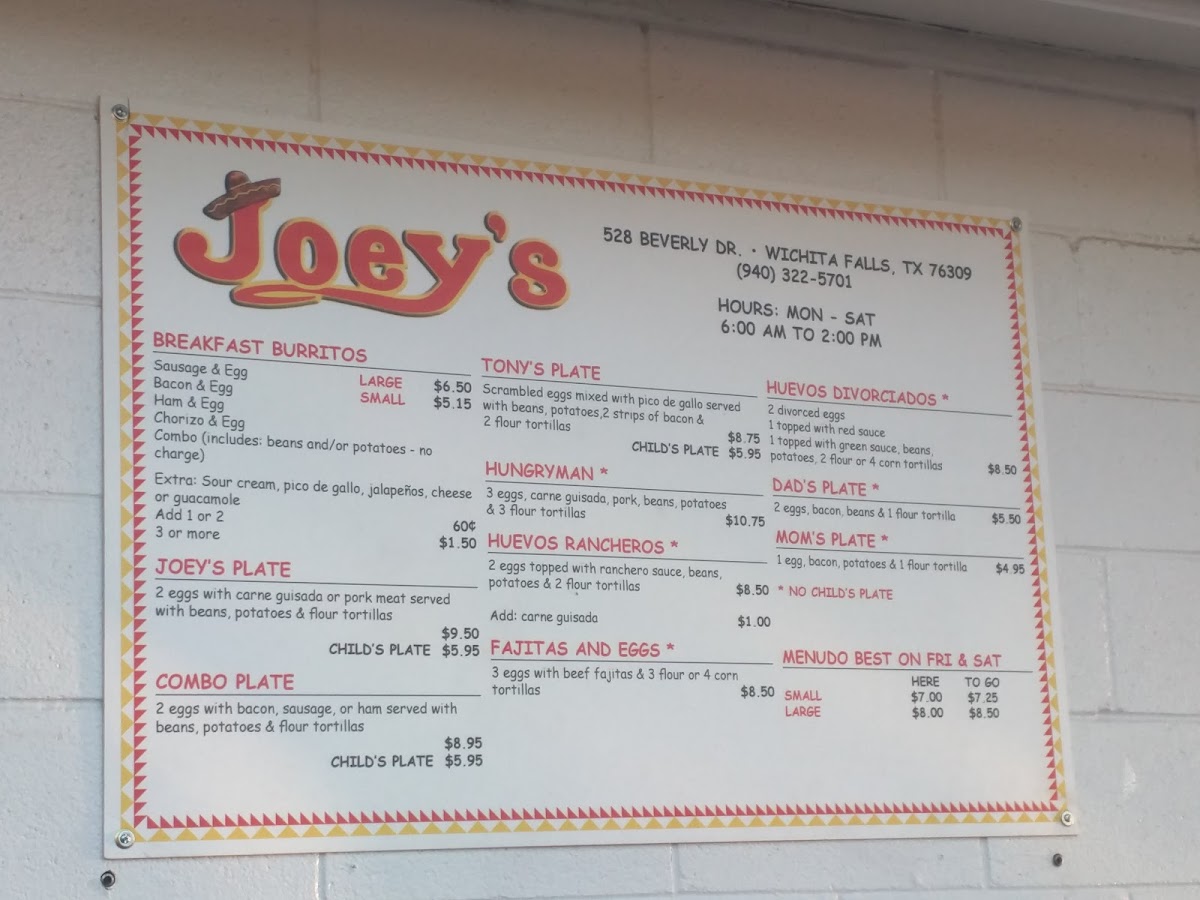 Joey's
528 BEVERLY DR. · WICHITA FALLS, TX 76309
(940) 322-5701
HOURS: MON - SAT
6:00 AM TO 2:00 PM
BREAKFAST BURRITOS
Sausage & Egg
Bacon & Egg LARGE $6.50
Ham & Egg SMALL $5.15
Chorizo & Egg
Combo (includes: beans and/or potatoes - no
charge)
Extra: Sour cream, pico de gallo, jalapeños, cheese
or guacamole
Add 1 or 2 60¢
3 or more $1.50
JOEY'S PLATE
2 eggs with carne guisada or pork meat served
with beans, potatoes & flour tortillas
$9.50
CHILD'S PLATE $5.95
COMBO PLATE
2 eggs with bacon, sausage, or ham served with
beans, potatoes & flour tortillas
$8.95
CHILD'S PLATE $5.95
TONY'S PLATE
Scrambled eggs mixed with pico de gallo served
with beans, potatoes,2 strips of bacon &
2 flour tortillas
$8.75
CHILD'S PLATE $5.95
HUNGRYMAN *
3 eggs, carne guisada, pork, beans, potatoes
& 3 flour tortillas
$10.75
HUEVOS RANCHEROS *
2 eggs topped with ranchero sauce, beans,
potatoes & 2 flour tortillas $8.50
Add: carne guisada $1.00
FAJITAS AND EGGS *
3 eggs with beef fajitas & 3 flour or 4 corn
tortillas $8.50
HUEVOS DIVORCIADOS *
2 divorced eggs
1 topped with red sauce
1 topped with green sauce, beans,
potatoes, 2 flour or 4 corn tortillas $8.50
DAD'S PLATE *
2 eggs, bacon, beans & 1 flour tortilla $5.50
MOM'S PLATE *
1 egg, bacon, potatoes & 1 flour tortilla $4.95
* NO CHILD'S PLATE
MENUDO BEST ON FRI & SAT
HERE TO GO
SMALL $7.00 $7.25
LARGE $8.00 $8.50